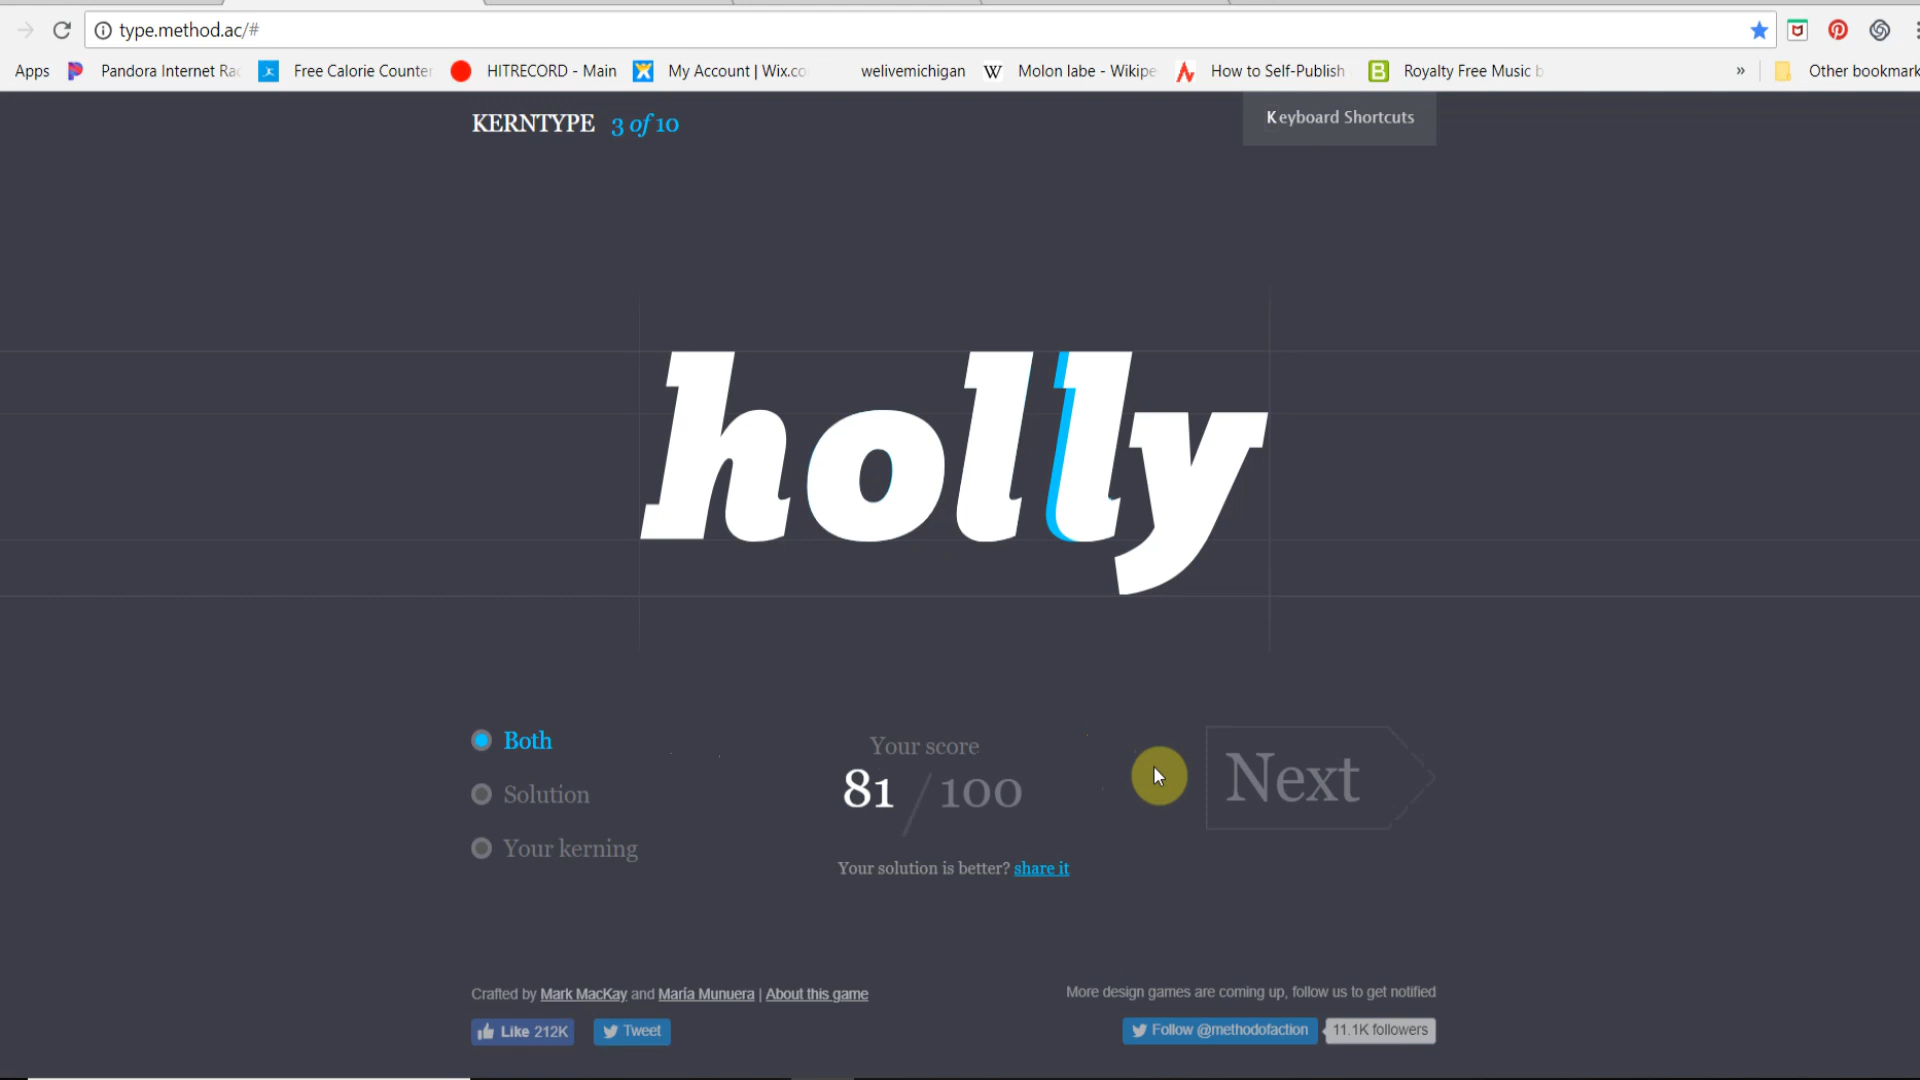 type.method.ac/#
Apps Pandora Internet Ra Free Calorie Counter HITRECORD - Main My Account | Wix.co welivemichigan W Molon labe - Wikipe How to Self-Publish B Royalty Free Music b » Other bookmark
KERNTYPE 3 of 10
Keyboard Shortcuts
holly
Both
Solution
Your kerning
Your score
81 / 100
Your solution is better? share it
Next
Crafted by Mark MacKay and María Munuera | About this game
Like 212K Tweet
More design games are coming up, follow us to get notified
Follow @methodofaction 11.1K followers